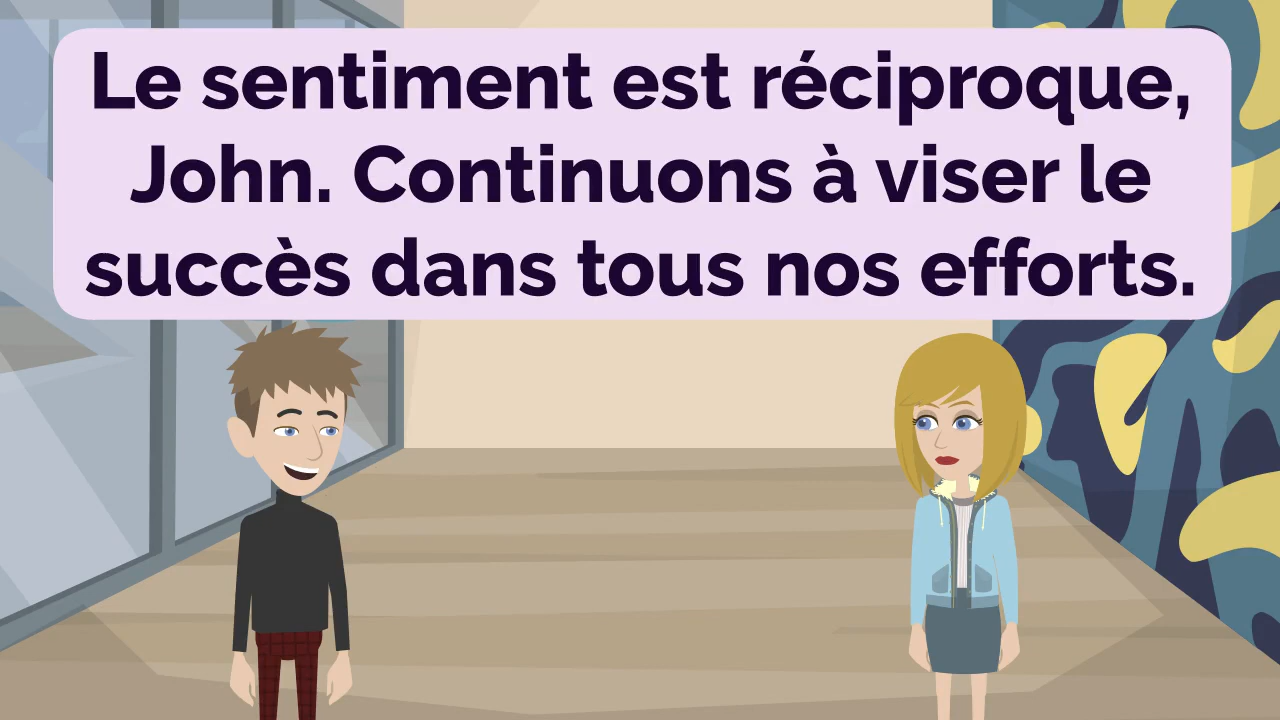 Le sentiment est réciproque,
John. Continuons à viser le
succès dans tous nos efforts.